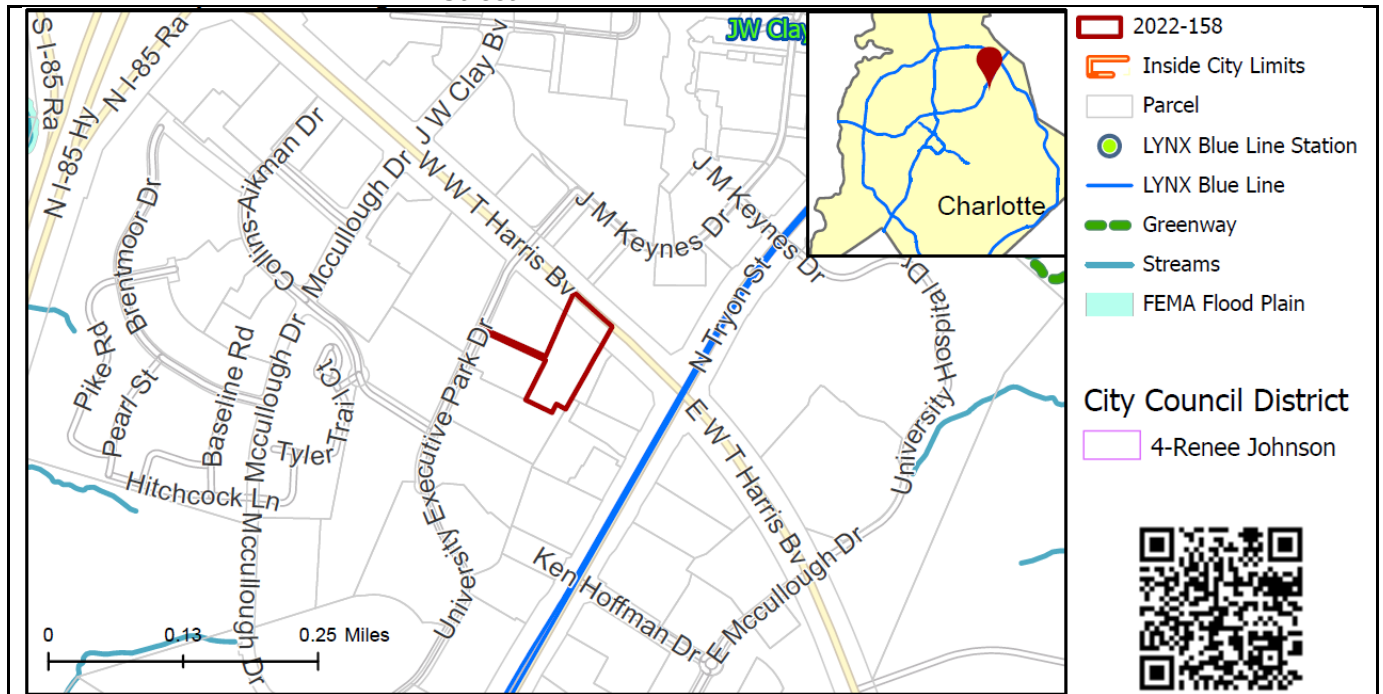 JW Clay
S I-85 Ra
N I-85 Ra
N I-85 Hy
J W Clay Bv
Collins-Aikman Dr
Mccullough Dr
W W T Harris Bv
J M Keynes Dr
J M Keynes Dr
Brentmoor Dr
N Tryon St
Hospital Dr
University
University Executive Park Dr
Pike Rd
Pearl St
Baseline Rd
Mccullough Dr
Tyler Trail Ct
Hitchcock Ln
Mccullough Dr
E W T Harris Bv
Ken Hoffman Dr
E Mccullough Dr
0 0.13 0.25 Miles
Charlotte
2022-158
Inside City Limits
Parcel
LYNX Blue Line Station
LYNX Blue Line
Greenway
Streams
FEMA Flood Plain
City Council District
4-Renee Johnson